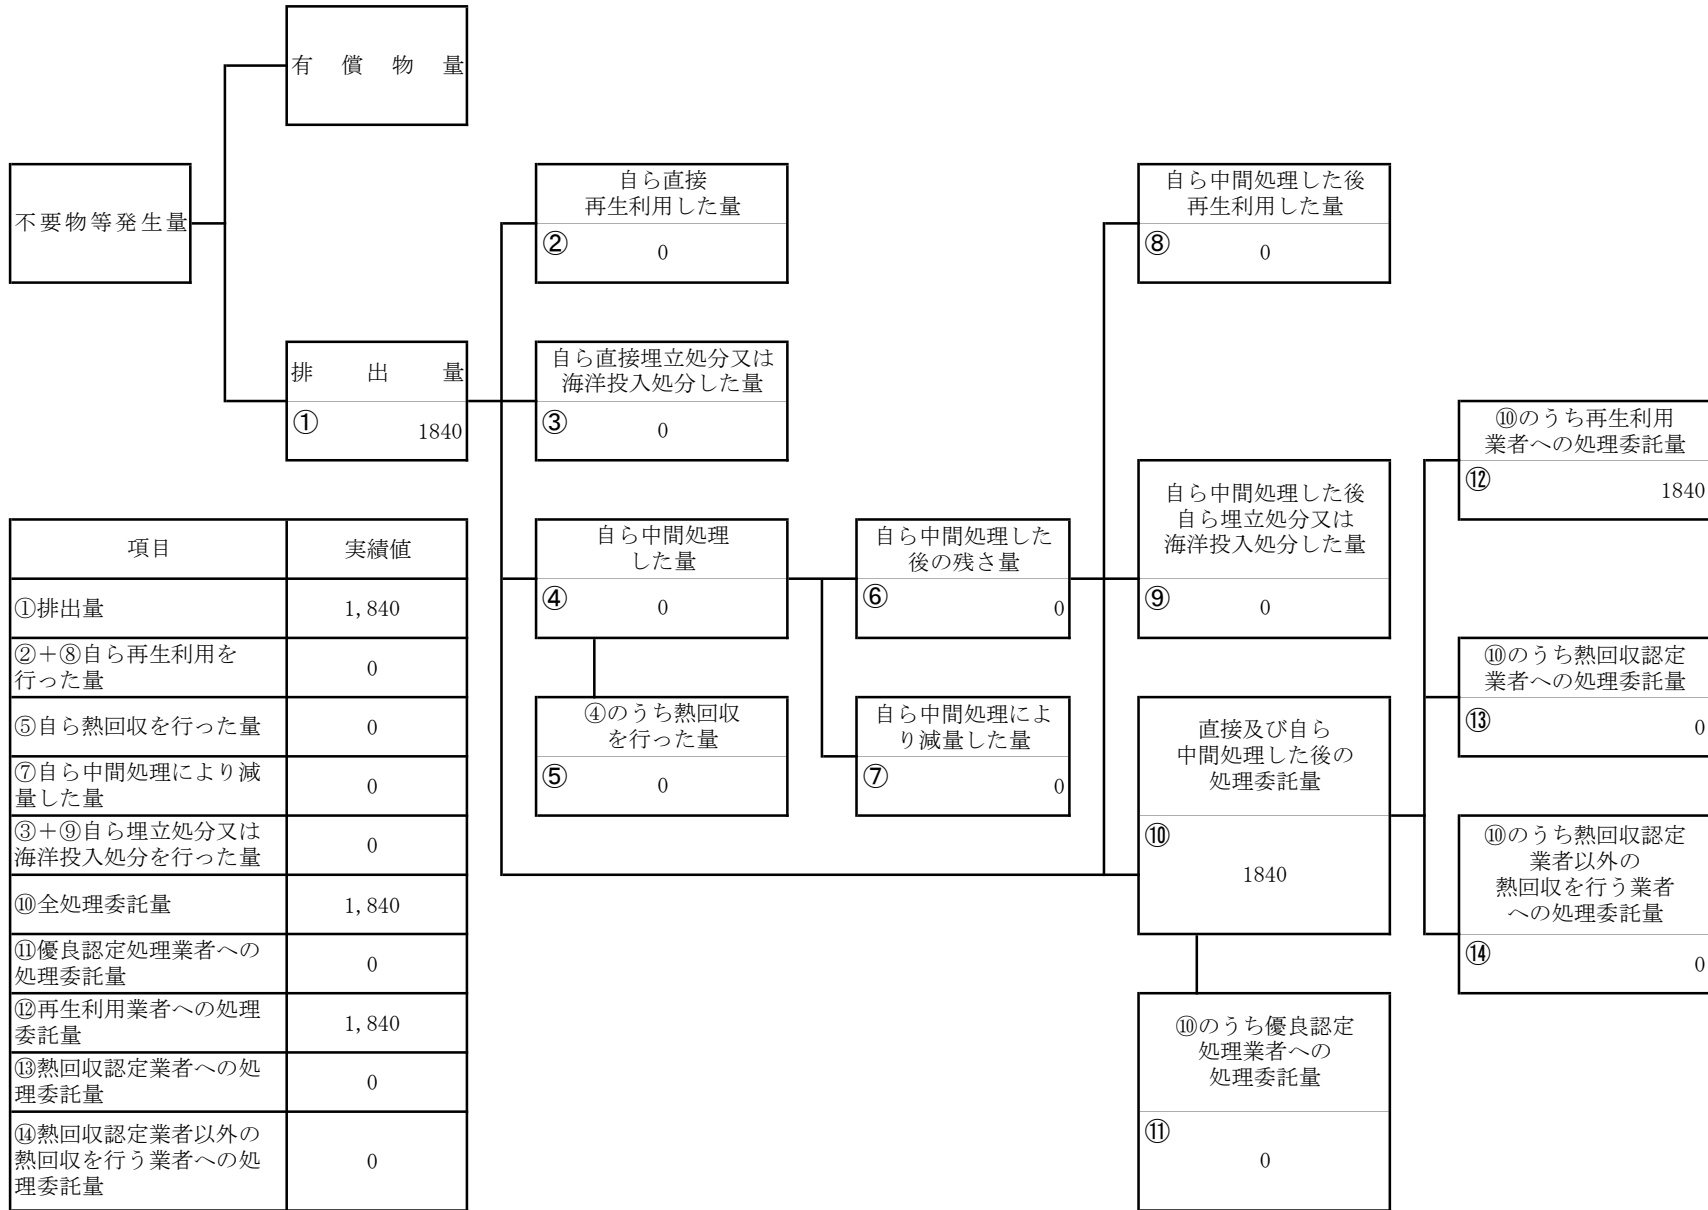 有償物量
不要物等発生量
排出量
①
1840
自ら直接
再生利用した量
②
0
自ら直接埋立処分又は
海洋投入処分した量
③
0
自ら中間処理
した量
④
0
④のうち熱回収
を行った量
⑤
0
自ら中間処理した
後の残さ量
⑥
0
自ら中間処理によ
り減量した量
⑦
0
自ら中間処理した後
再生利用した量
⑧
0
自ら中間処理した後
自ら埋立処分又は
海洋投入処分した量
⑨
0
直接及び自ら
中間処理した後の
処理委託量
⑩
1840
⑩のうち優良認定
処理業者への
処理委託量
⑪
0
⑩のうち再生利用
業者への処理委託量
⑫
1840
⑩のうち熱回収認定
業者への処理委託量
⑬
0
⑩のうち熱回収認定
業者以外の
熱回収を行う業者
への処理委託量
⑭
0
項目 実績値
①排出量 1,840
②+⑧自ら再生利用を
行った量 0
⑤自ら熱回収を行った量 0
⑦自ら中間処理により減
量した量 0
③+⑨自ら埋立処分又は
海洋投入処分を行った量 0
⑩全処理委託量 1,840
⑪優良認定処理業者への
処理委託量 0
⑫再生利用業者への処理
委託量 1,840
⑬熱回収認定業者への処
理委託量 0
⑭熱回収認定業者以外の
熱回収を行う業者への処
理委託量 0